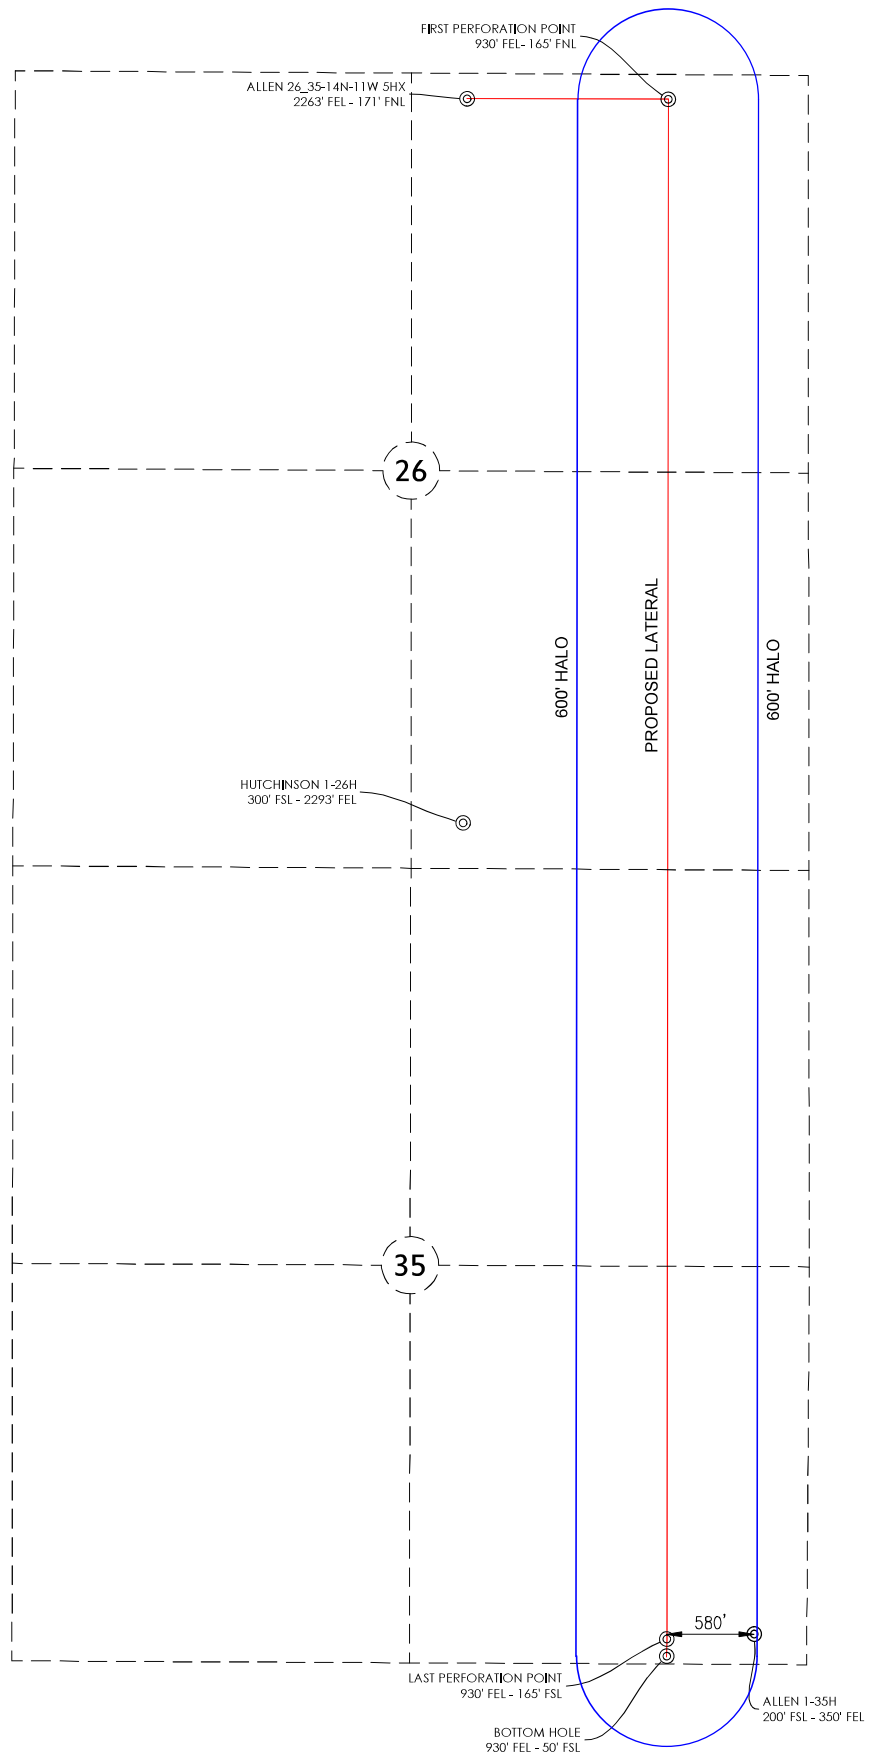 FIRST PERFORATION POINT
930' FEL- 165' FNL
ALLEN 26_35-14N-11W 5HX
2263' FEL - 171' FNL
26
600' HALO
PROPOSED LATERAL
600' HALO
HUTCHINSON 1-26H
300' FSL - 2293' FEL
35
580'
LAST PERFORATION POINT
930' FEL - 165' FSL
ALLEN 1-35H
200' FSL - 350' FEL
BOTTOM HOLE
930' FEL - 50' FSL